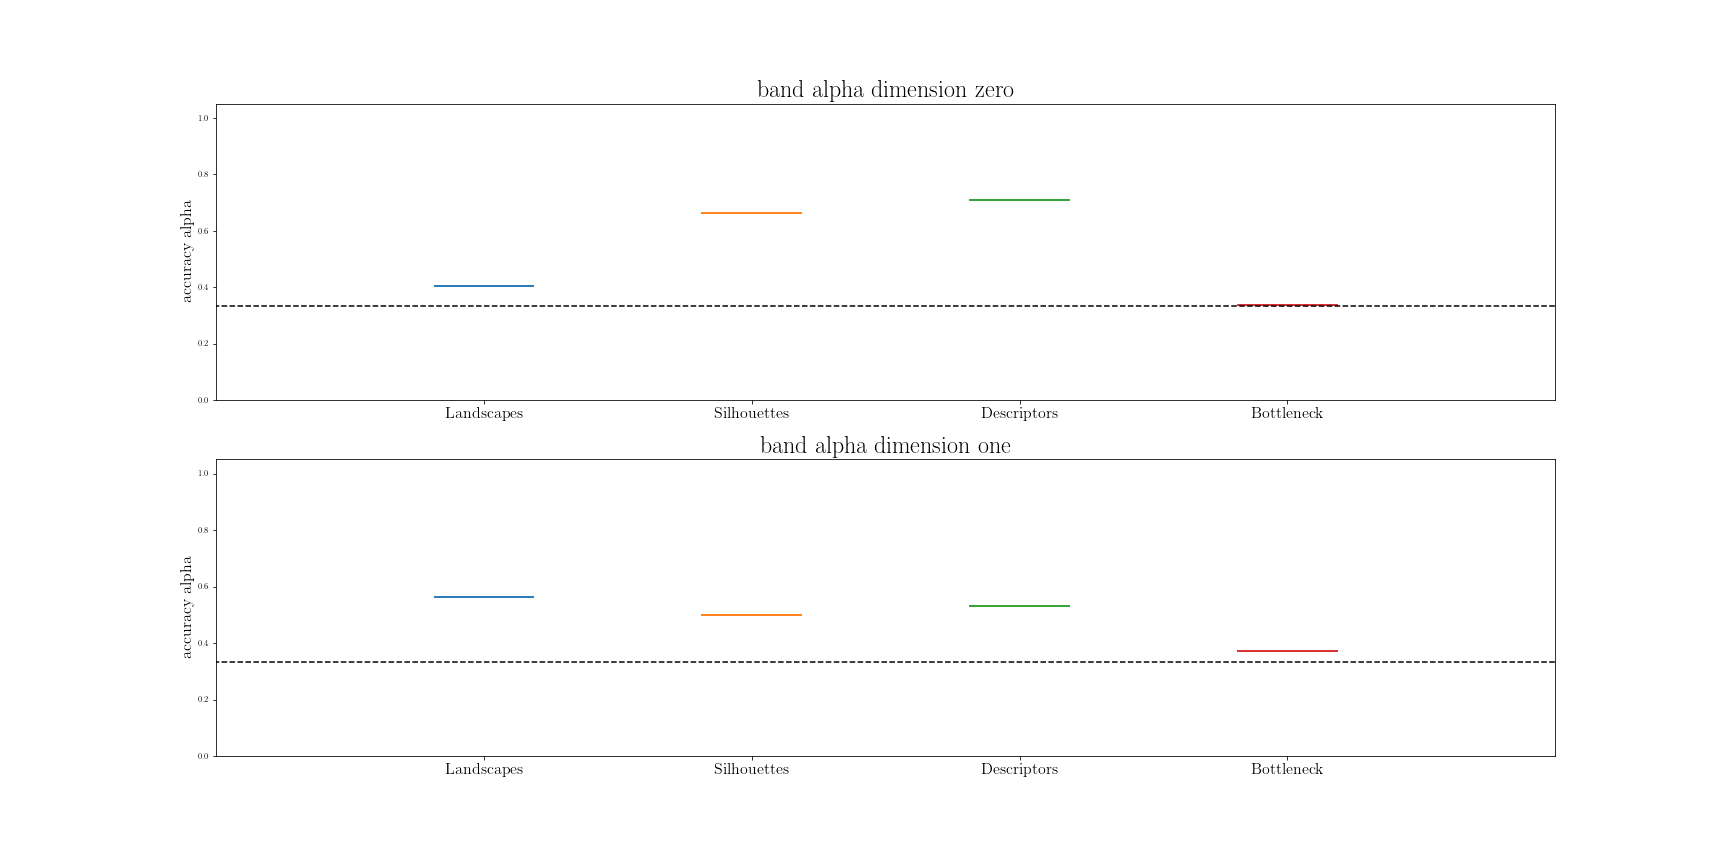 band alpha dimension zero
1.0
0.8
0.6
0.4
0.2
0.0
accuracy alpha
Landscapes Silhouettes Descriptors Bottleneck
band alpha dimension one
1.0
0.8
0.6
0.4
0.2
0.0
accuracy alpha
Landscapes Silhouettes Descriptors Bottleneck